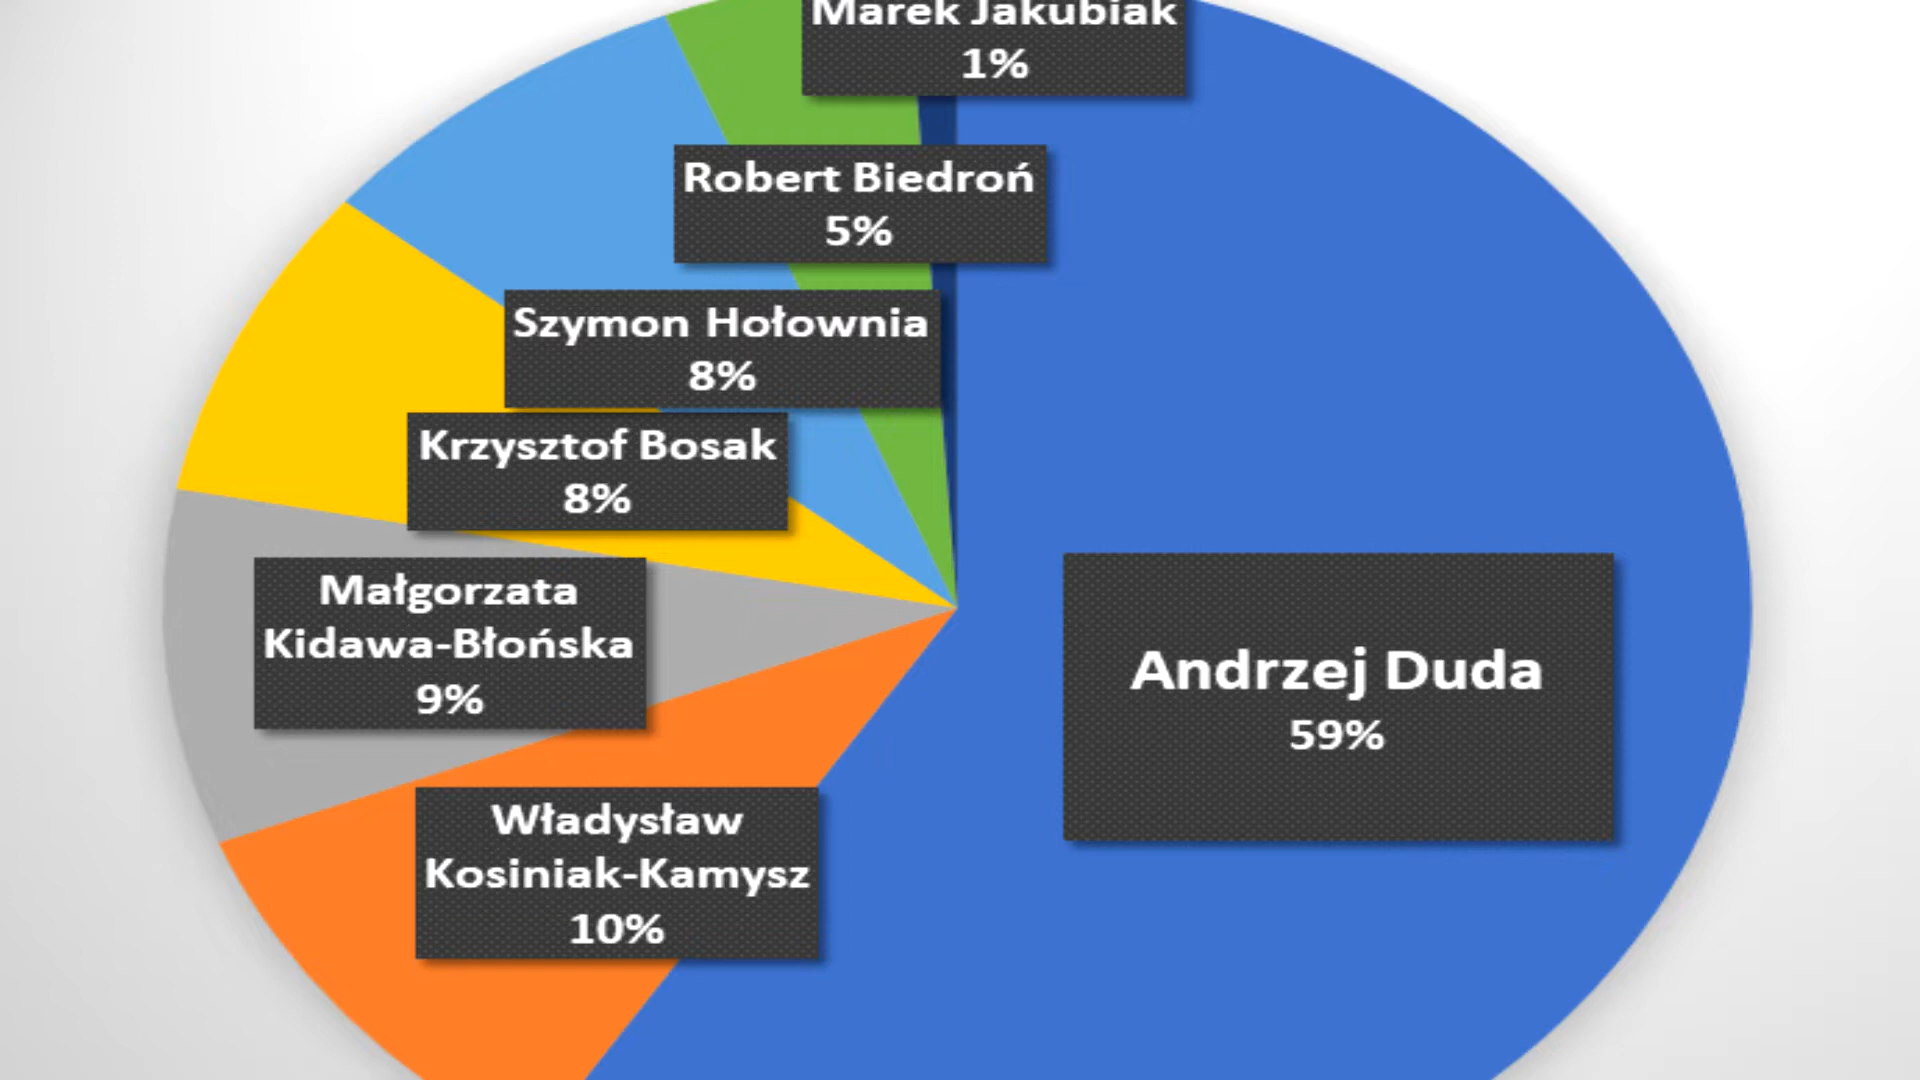 Marek Jakubiak
1%
Robert Biedroń
5%
Szymon Hołownia
8%
Krzysztof Bosak
8%
Małgorzata
Kidawa-Błońska
9%
Andrzej Duda
59%
Władysław
Kosiniak-Kamysz
10%